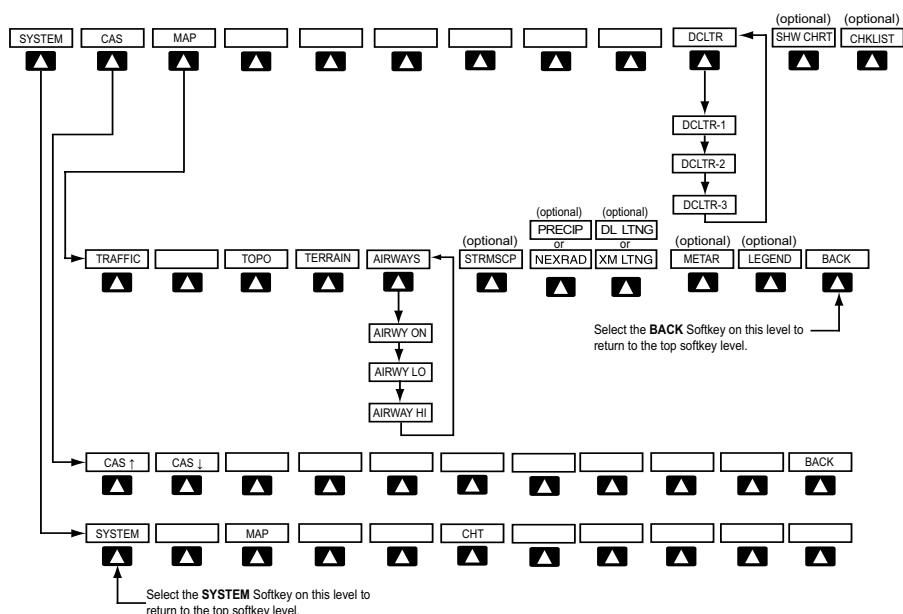 (optional) (optional)
SYSTEM CAS MAP DCLTR SHW CHRT CHKLIST
DCLTR-1
DCLTR-2
DCLTR-3
(optional) (optional)
PRECIP DL LTNG
(optional) or or (optional) (optional)
TRAFFIC TOPO TERRAIN AIRWAYS STRMSCP NEXRAD XM LTNG METAR LEGEND BACK
AIRWY ON
AIRWY LO
AIRWAY HI
Select the BACK Softkey on this level to
return to the top softkey level.
CAS ↑ CAS ↓ BACK
SYSTEM MAP CHT
Select the SYSTEM Softkey on this level to
return to the top softkey level.